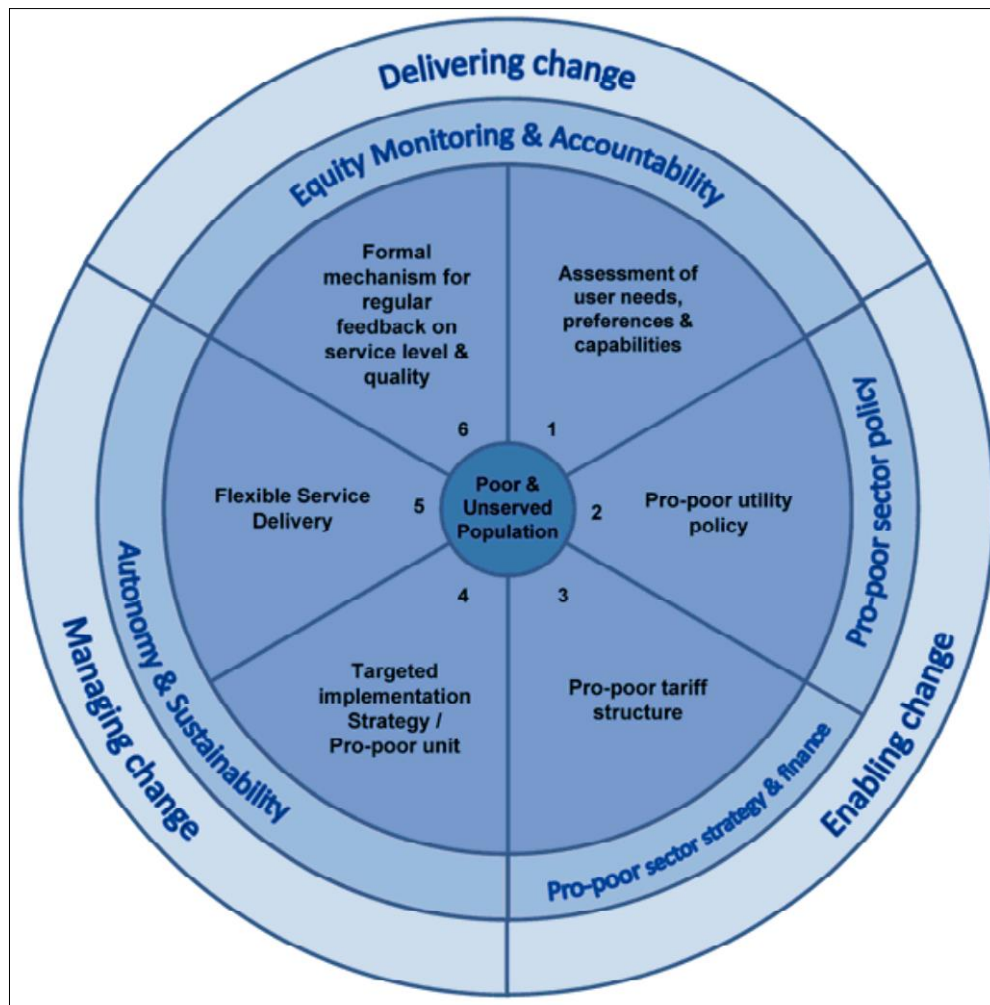 Delivering change
Equity Monitoring & Accountability
Formal
mechanism for
regular
feedback on
service level &
quality
Assessment of
user needs,
preferences &
capabilities
6
1
Flexible Service
Delivery
5
Poor &
Unserved
Population
2
Pro-poor utility
policy
Pro-poor sector policy
4
3
Targeted
implementation
Strategy /
Pro-poor unit
Pro-poor tariff
structure
Autonomy & Sustainability
Pro-poor sector strategy & finance
Managing change
Enabling change